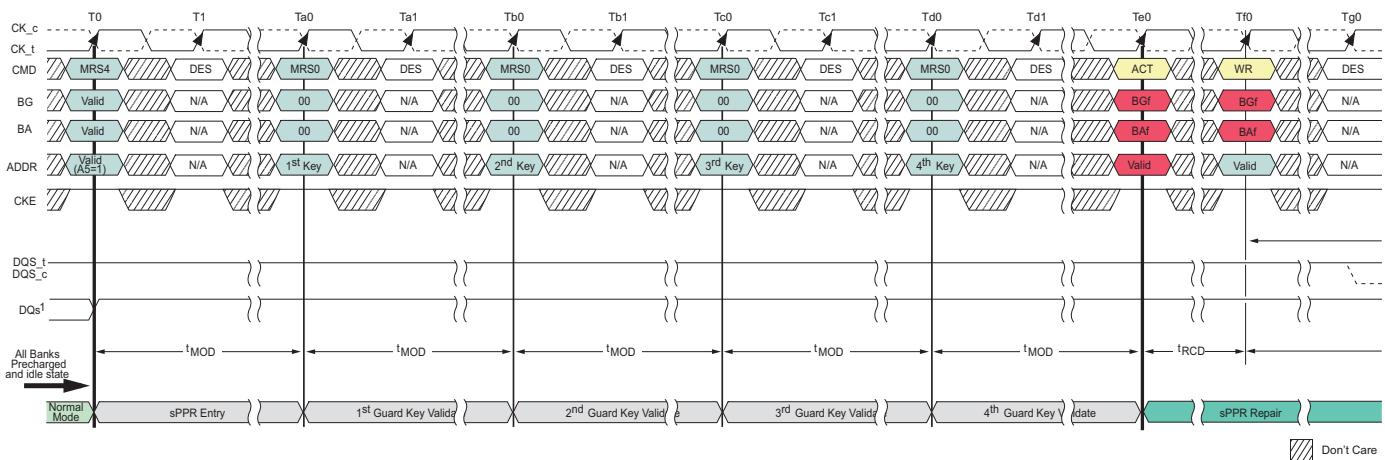 T0 T1 Ta0 Ta1 Tb0 Tb1 Tc0 Tc1 Td0 Td1 Te0 Tf0 Tg0
CK_c
CK_t
CMD MRS4 DES MRS0 DES MRS0 DES MRS0 DES MRS0 DES ACT WR DES
BG Valid N/A 00 N/A 00 N/A 00 N/A 00 N/A BGf BGf N/A
BA Valid N/A 00 N/A 00 N/A 00 N/A 00 N/A BAf BAf N/A
ADDR Valid (A5=1) N/A 1st Key N/A 2nd Key N/A 3rd Key N/A 4th Key N/A Valid Valid N/A
CKE
DQS_t
DQS_c
DQs1
tMOD tMOD tMOD tMOD tMOD tRCD
All Banks
Precharged
and idle state
Normal Mode sPPR Entry 1st Guard Key Valida 2nd Guard Key Valid e 3rd Guard Key Valida 4th Guard Key V date sPPR Repair
Don't Care